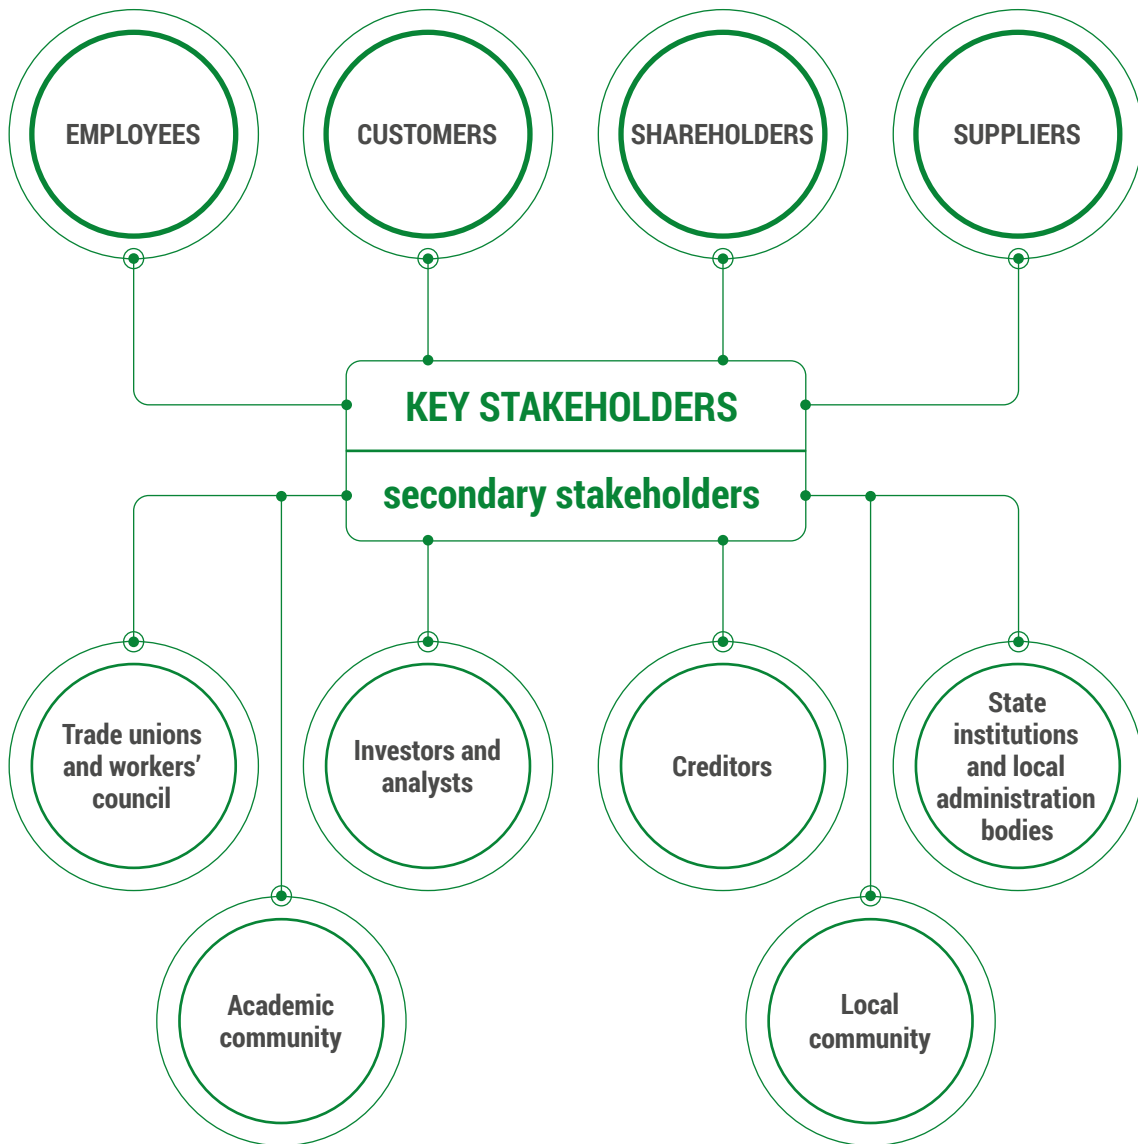 EMPLOYEES
CUSTOMERS
SHAREHOLDERS
SUPPLIERS
KEY STAKEHOLDERS
secondary stakeholders
Trade unions
and workers’
council
Investors and
analysts
Creditors
State
institutions
and local
administration
bodies
Academic
community
Local
community